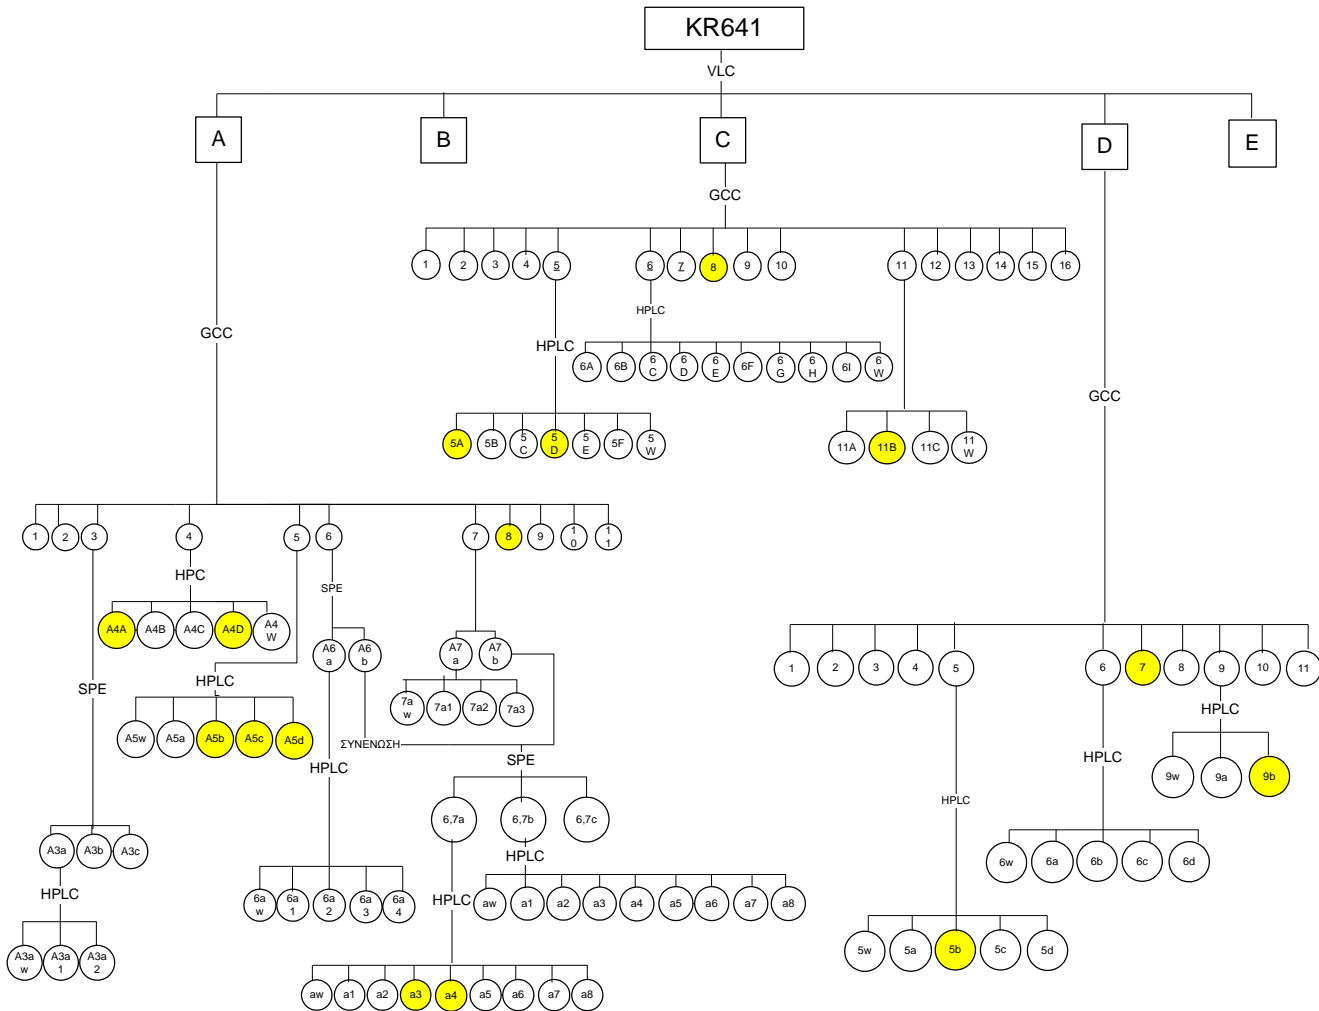 KR641
VLC
A B C D E
GCC
1 2 3 4 5 6 7 8 9 10 11 12 13 14 15 16
HPLC
GCC
HPLC
6A 6B 6C 6D 6E 6F 6G 6H 6I 6W
GCC
5A 5B 5C 5D 5E 5F 5W
11A 11B 11C 11W
1 2 3 4 5 6 7 8 9 10 11
HPC
SPE
A4A A4B A4C A4D A4W
A6a A6b A7a A7b
1 2 3 4 5 6 7 8 9 10 11
HPLC
L
SPE
7aw 7a1 7a2 7a3
HPLC
A5w A5a A5b A5c A5d
ΣΥΝΕΝΩΣΗ
SPE
HPLC
HPLC
9w 9a 9b
HPLC
6,7a 6,7b 6,7c
A3a A3b A3c
HPLC
6w 6a 6b 6c 6d
HPLC
HPLC
6aw 6a1 6a2 6a3 6a4
aw a1 a2 a3 a4 a5 a6 a7 a8
5w 5a 5b 5c 5d
A3aw A3a1 A3a2
aw a1 a2 a3 a4 a5 a6 a7 a8